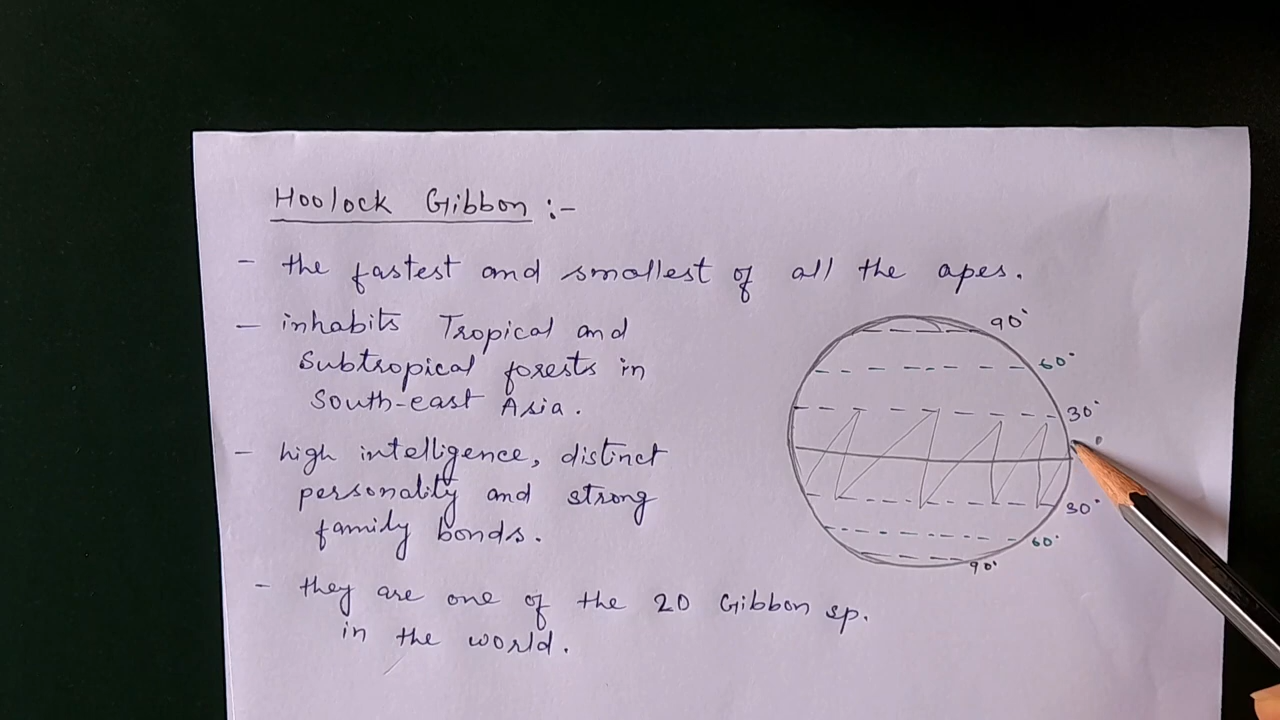 Hoolock Gibbon :-
- the fastest and smallest of all the apes.
- inhabits Tropical and
Subtropical forests in
South-east Asia.
- high intelligence, distinct
personality and strong
family bonds.
- they are one of the 20 Gibbon sp.
in the world.
90°
60°
30°
30°
60°
90°